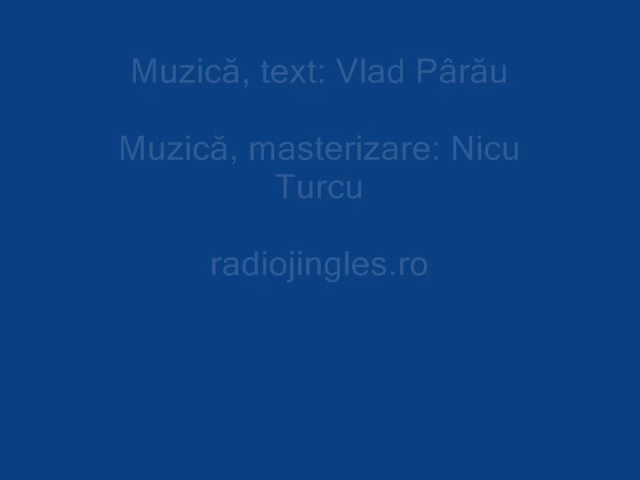 Muzică, text: Vlad Pârău
Muzică, masterizare: Nicu
Turcu
radiojingles.ro